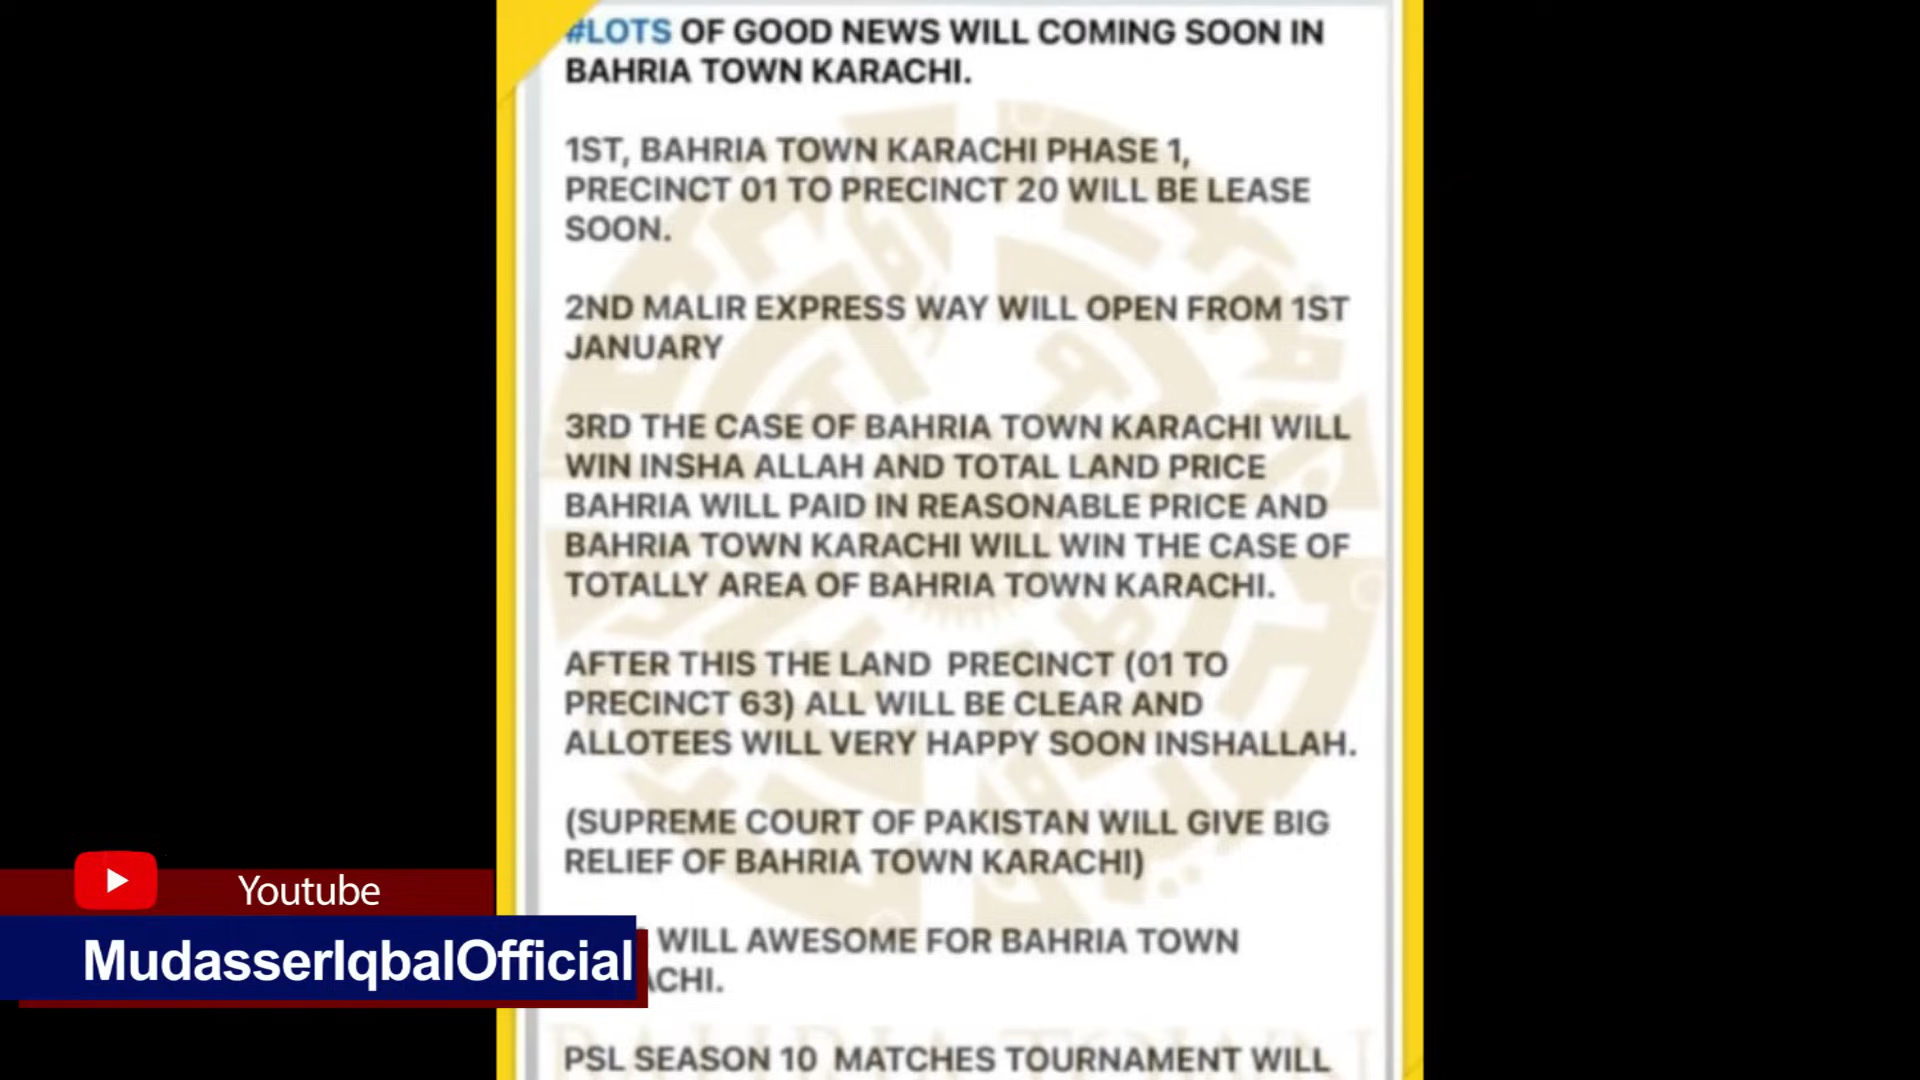 #LOTS OF GOOD NEWS WILL COMING SOON IN
BAHRIA TOWN KARACHI.
1ST, BAHRIA TOWN KARACHI PHASE 1,
PRECINCT 01 TO PRECINCT 20 WILL BE LEASE
SOON.
2ND MALIR EXPRESS WAY WILL OPEN FROM 1ST
JANUARY
3RD THE CASE OF BAHRIA TOWN KARACHI WILL
WIN INSHA ALLAH AND TOTAL LAND PRICE
BAHRIA WILL PAID IN REASONABLE PRICE AND
BAHRIA TOWN KARACHI WILL WIN THE CASE OF
TOTALLY AREA OF BAHRIA TOWN KARACHI.
AFTER THIS THE LAND PRECINCT (01 TO
PRECINCT 63) ALL WILL BE CLEAR AND
ALLOTEES WILL VERY HAPPY SOON INSHALLAH.
(SUPREME COURT OF PAKISTAN WILL GIVE BIG
RELIEF OF BAHRIA TOWN KARACHI)
WILL AWESOME FOR BAHRIA TOWN
ACHI.
PSL SEASON 10 MATCHES TOURNAMENT WILL
BAHRIA TOWN
Youtube
MudasserIqbalOfficial